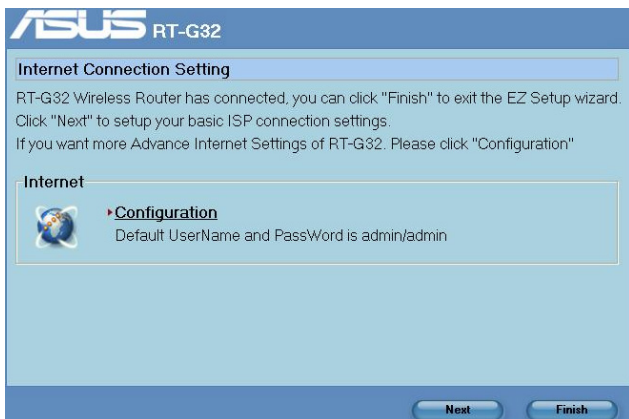 ASUS RT-G32
Internet Connection Setting
RT-G32 Wireless Router has connected, you can click "Finish" to exit the EZ Setup wizard.
Click "Next" to setup your basic ISP connection settings.
If you want more Advance Internet Settings of RT-G32. Please click "Configuration"
Internet
Configuration
Default UserName and PassWord is admin/admin
Next Finish